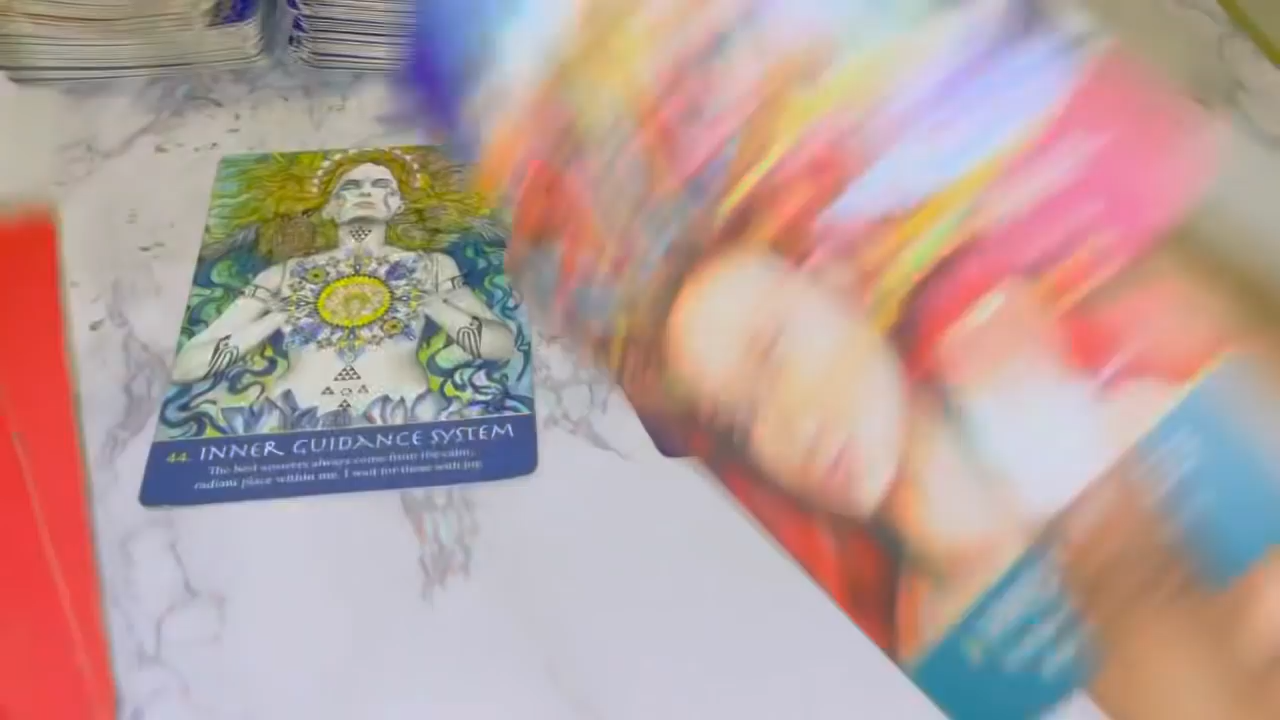 44. INNER GUIDANCE SYSTEM
The best answers always come from the calm,
radiant place within me. I wait for those with joy.